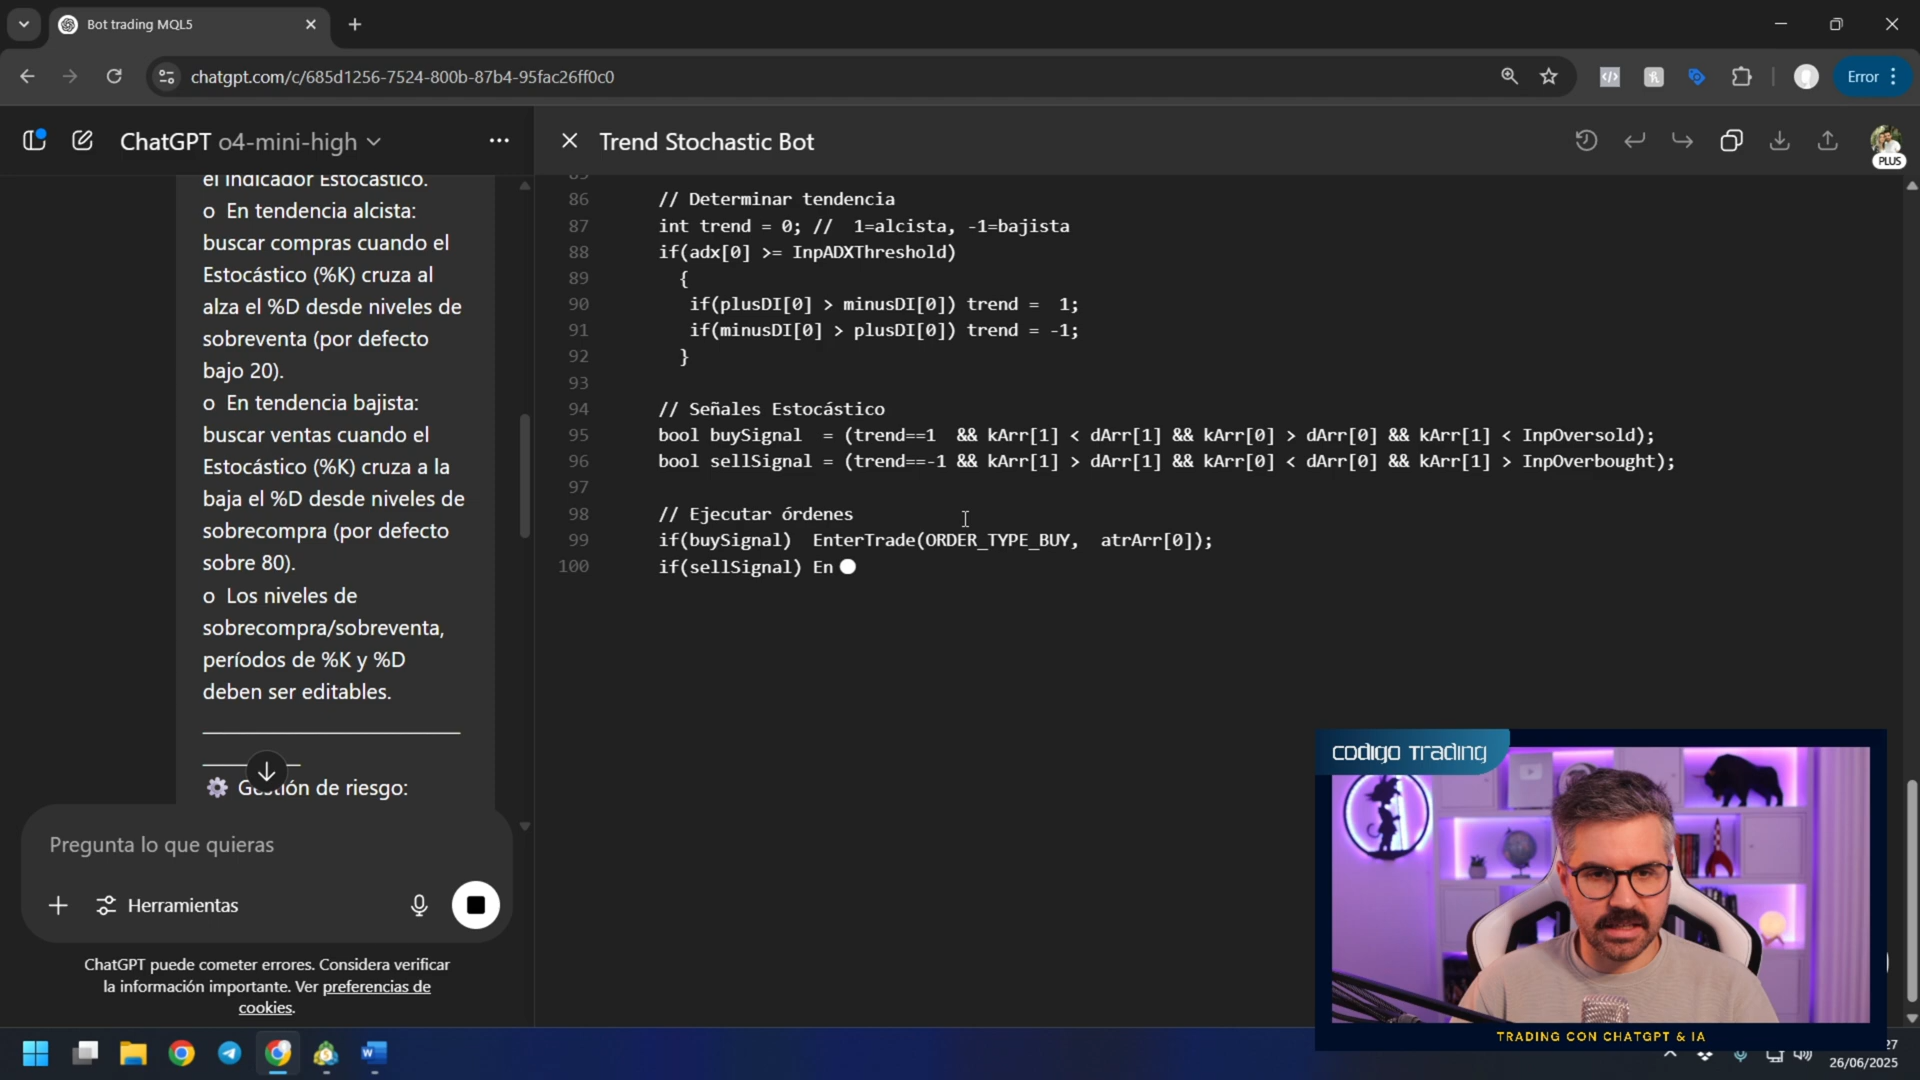 Bot trading MQL5
chatgpt.com/c/685d1256-7524-800b-87b4-95fac26ff0c0
Error
ChatGPT o4-mini-high
Trend Stochastic Bot
PLUS
el Indicador Estocástico.
o En tendencia alcista:
buscar compras cuando el
Estocástico (%K) cruza al
alza el %D desde niveles de
sobreventa (por defecto
bajo 20).
o En tendencia bajista:
buscar ventas cuando el
Estocástico (%K) cruza a la
baja el %D desde niveles de
sobrecompra (por defecto
sobre 80).
o Los niveles de
sobrecompra/sobreventa,
períodos de %K y %D
deben ser editables.
Gestión de riesgo:
Pregunta lo que quieras
Herramientas
ChatGPT puede cometer errores. Considera verificar
la información importante. Ver preferencias de
cookies.
85
86 // Determinar tendencia
87 int trend = 0; // 1=alcista, -1=bajista
88 if(adx[0] >= InpADXThreshold)
89 {
90 if(plusDI[0] > minusDI[0]) trend = 1;
91 if(minusDI[0] > plusDI[0]) trend = -1;
92 }
93
94 // Señales Estocástico
95 bool buySignal = (trend==1 && kArr[1] < dArr[1] && kArr[0] > dArr[0] && kArr[1] < InpOversold);
96 bool sellSignal = (trend==-1 && kArr[1] > dArr[1] && kArr[0] < dArr[0] && kArr[1] > InpOverbought);
97
98 // Ejecutar órdenes
99 if(buySignal) EnterTrade(ORDER_TYPE_BUY, atrArr[0]);
100 if(sellSignal) En
codigo Trading
TRADING CON CHATGPT & IA
27
26/06/2025